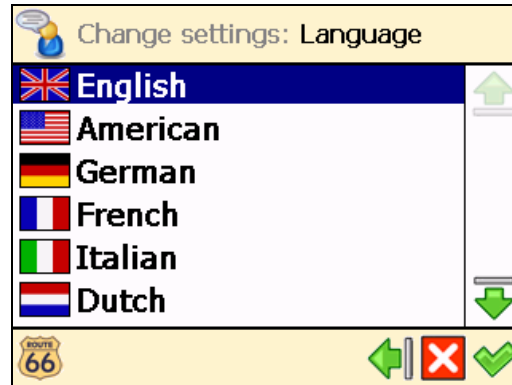 Change settings: Language
English
American
German
French
Italian
Dutch
ROUTE
66